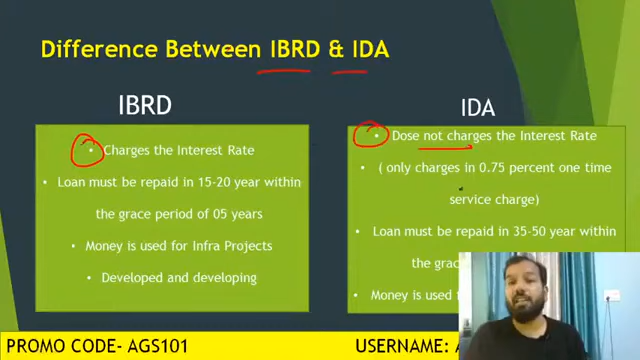 Difference Between IBRD & IDA
IBRD
• Charges the Interest Rate
• Loan must be repaid in 15-20 year within
the grace period of 05 years
• Money is used for Infra Projects
• Developed and developing
IDA
• Dose not charges the Interest Rate
• ( only charges in 0.75 percent one time
service charge)
• Loan must be repaid in 35-50 year within
the grace
• Money is used
PROMO CODE- AGS101
USERNAME: